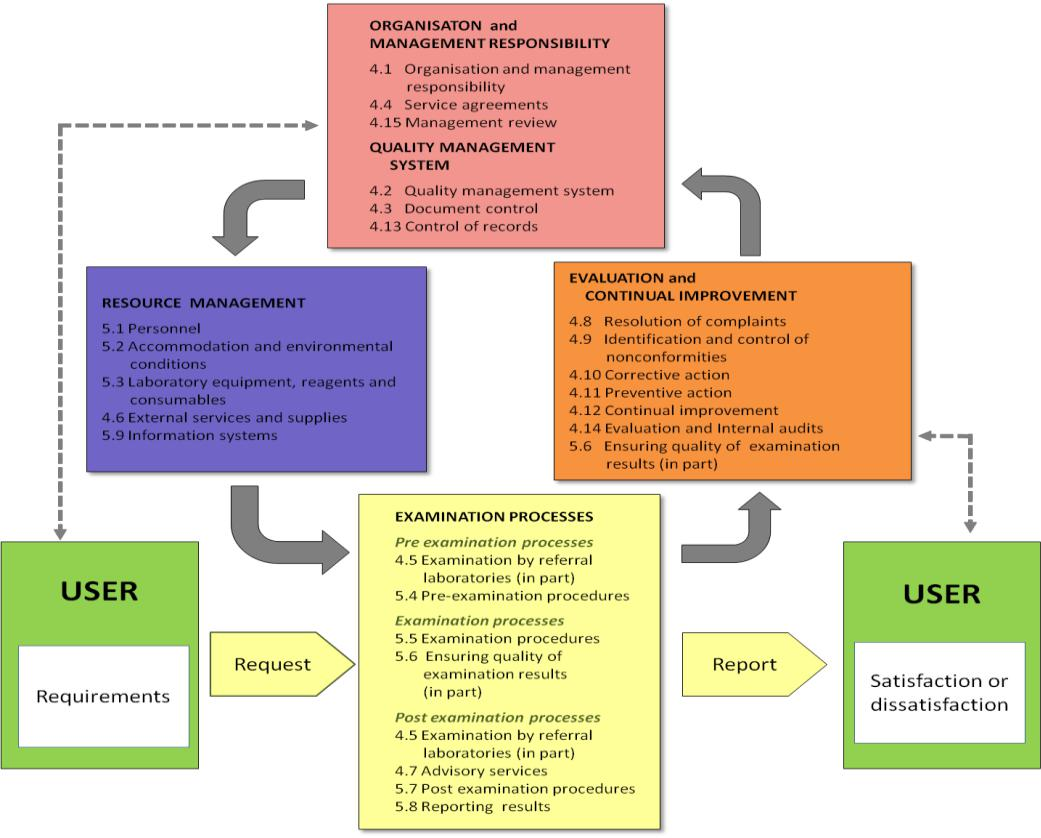 ORGANISATON and
MANAGEMENT RESPONSIBILITY
4.1 Organisation and management
responsibility
4.4 Service agreements
4.15 Management review
QUALITY MANAGEMENT
SYSTEM
4.2 Quality management system
4.3 Document control
4.13 Control of records
RESOURCE MANAGEMENT
5.1 Personnel
5.2 Accommodation and environmental
conditions
5.3 Laboratory equipment, reagents and
consumables
4.6 External services and supplies
5.9 Information systems
EVALUATION and
CONTINUAL IMPROVEMENT
4.8 Resolution of complaints
4.9 Identification and control of
nonconformities
4.10 Corrective action
4.11 Preventive action
4.12 Continual improvement
4.14 Evaluation and Internal audits
5.6 Ensuring quality of examination
results (in part)
USER
Requirements
Request
EXAMINATION PROCESSES
Pre examination processes
4.5 Examination by referral
laboratories (in part)
5.4 Pre-examination procedures
Examination processes
5.5 Examination procedures
5.6 Ensuring quality of
examination results
(in part)
Post examination processes
4.5 Examination by referral
laboratories (in part)
4.7 Advisory services
5.7 Post examination procedures
5.8 Reporting results
Report
USER
Satisfaction or
dissatisfaction